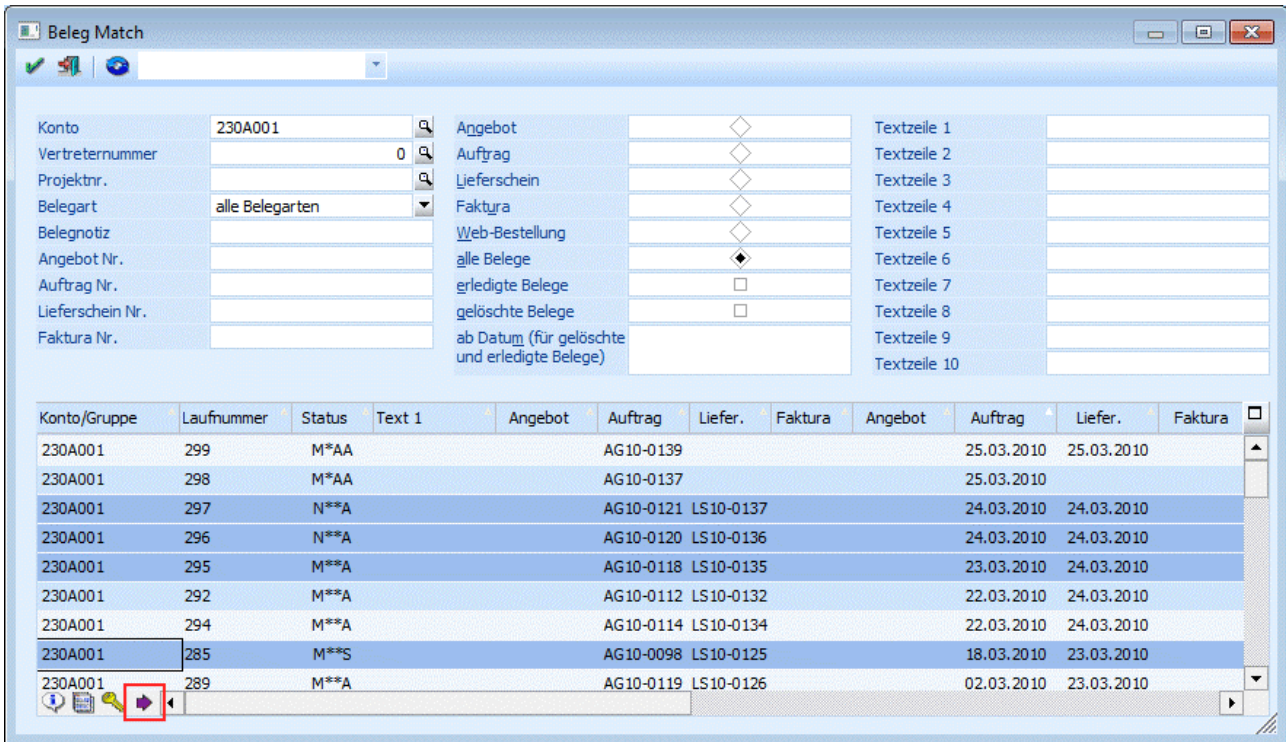 Beleg Match
Konto 230A001 Angebot Textzeile 1
Vertreternummer 0 Auftrag Textzeile 2
Projektnr. Lieferschein Textzeile 3
Belegart alle Belegarten Faktura Textzeile 4
Belegnotiz Web-Bestellung Textzeile 5
Angebot Nr. alle Belege Textzeile 6
Auftrag Nr. erledigte Belege Textzeile 7
Lieferschein Nr. gelöschte Belege Textzeile 8
Faktura Nr. ab Datum (für gelöschte Textzeile 9
und erledigte Belege) Textzeile 10
Konto/Gruppe Laufnummer Status Text 1 Angebot Auftrag Liefer. Faktura Angebot Auftrag Liefer. Faktura
230A001 299 M*AA AG10-0139 25.03.2010 25.03.2010
230A001 298 M*AA AG10-0137 25.03.2010
230A001 297 N**A AG10-0121 LS10-0137 24.03.2010 24.03.2010
230A001 296 N**A AG10-0120 LS10-0136 24.03.2010 24.03.2010
230A001 295 M**A AG10-0118 LS10-0135 23.03.2010 24.03.2010
230A001 292 M**A AG10-0112 LS10-0132 22.03.2010 24.03.2010
230A001 294 M**A AG10-0114 LS10-0134 22.03.2010 24.03.2010
230A001 285 M**S AG10-0098 LS10-0125 18.03.2010 23.03.2010
230A001 289 M**A AG10-0119 LS10-0126 02.03.2010 23.03.2010